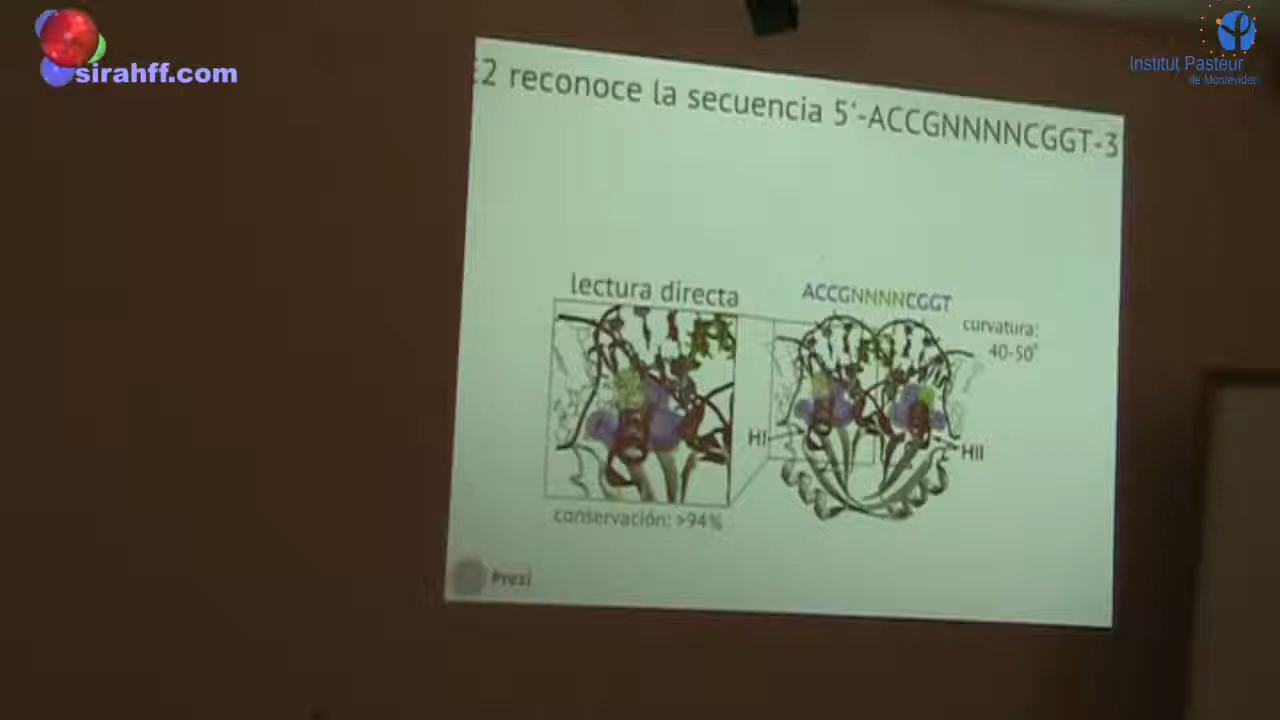 sirahff.com
Institut Pasteur
de Montevideo
E2 reconoce la secuencia 5'-ACCGNNNNCGGT-3
lectura directa
ACCGNNNNCGGT
curvatura:
40-50°
HI
HII
conservación: >94%
Prezi